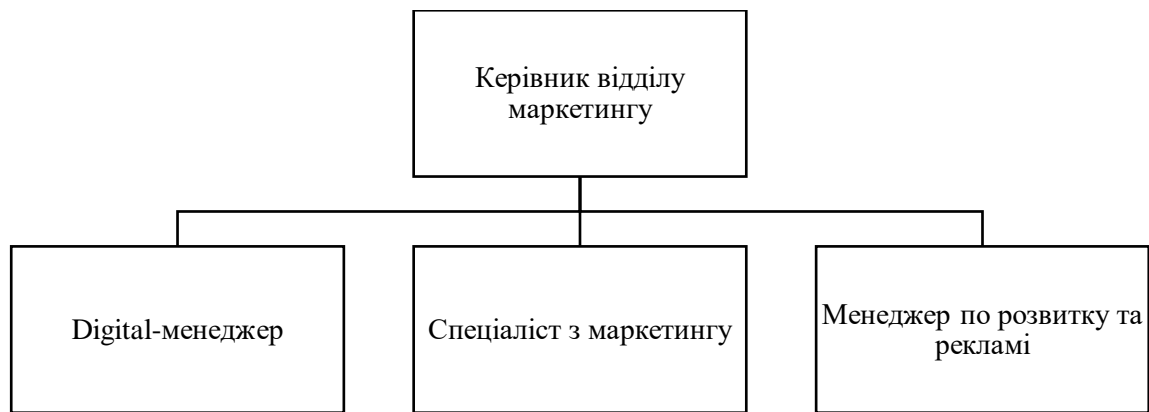 Керівник відділу
маркетингу
Digital-менеджер
Спеціаліст з маркетингу
Менеджер по розвитку та
рекламі